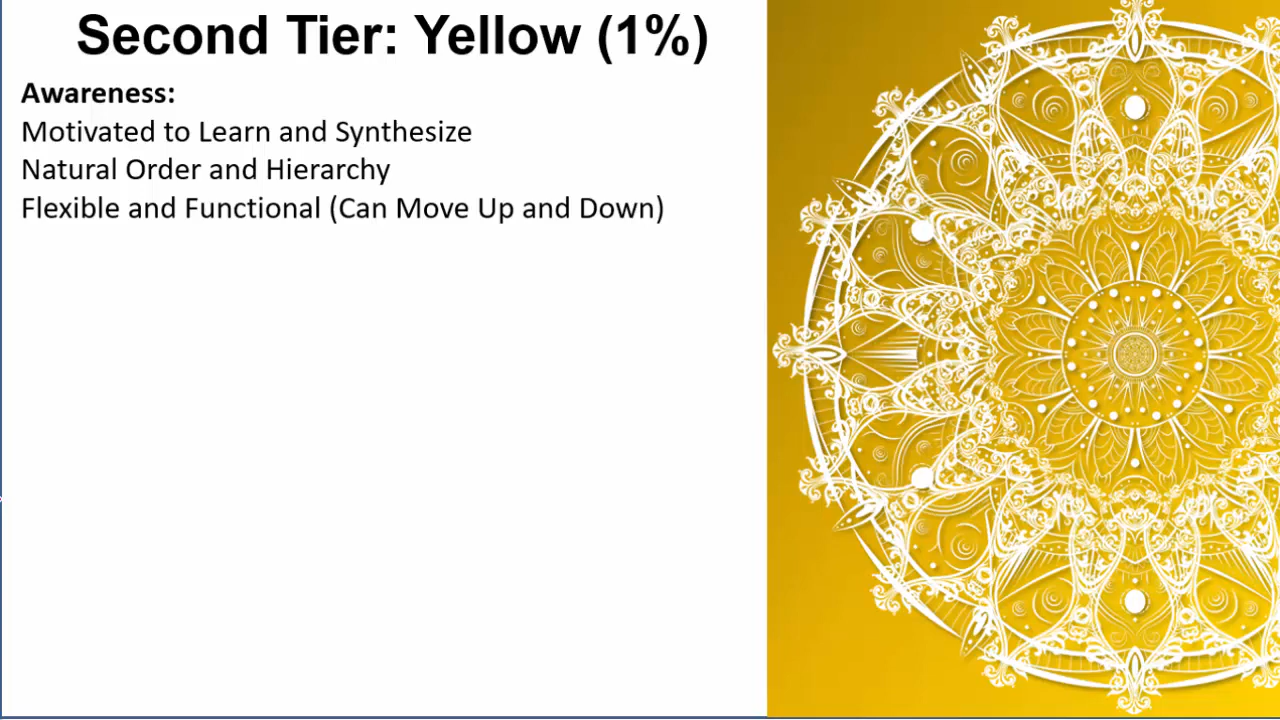 Second Tier: Yellow (1%)
Awareness:
Motivated to Learn and Synthesize
Natural Order and Hierarchy
Flexible and Functional (Can Move Up and Down)